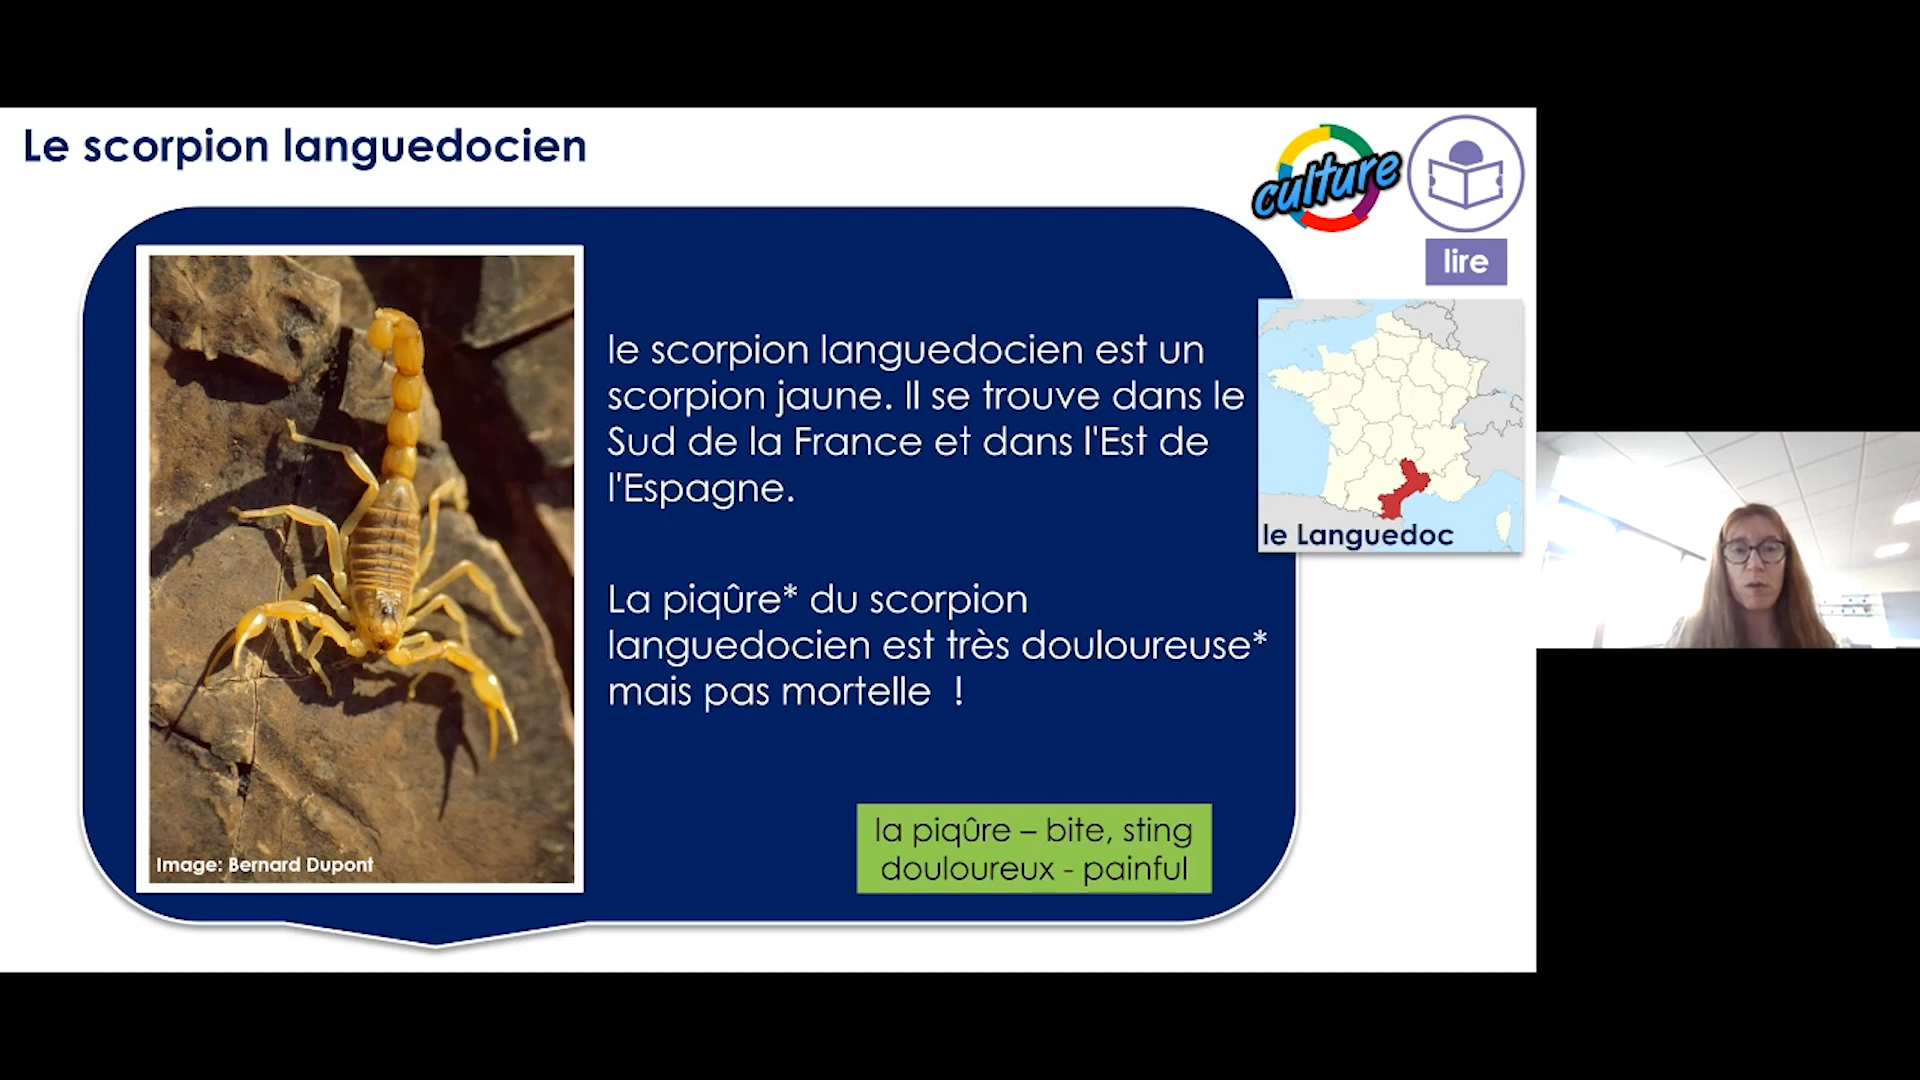 Le scorpion languedocien
culture
lire
le scorpion languedocien est un
scorpion jaune. Il se trouve dans le
Sud de la France et dans l'Est de
l'Espagne.
le Languedoc
La piqûre* du scorpion
languedocien est très douloureuse*
mais pas mortelle  !
la piqûre – bite, sting
douloureux - painful
Image: Bernard Dupont